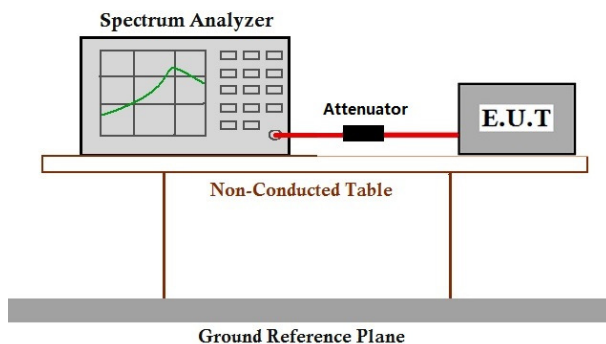 Spectrum Analyzer
Attenuator
E.U.T
Non-Conducted Table
Ground Reference Plane